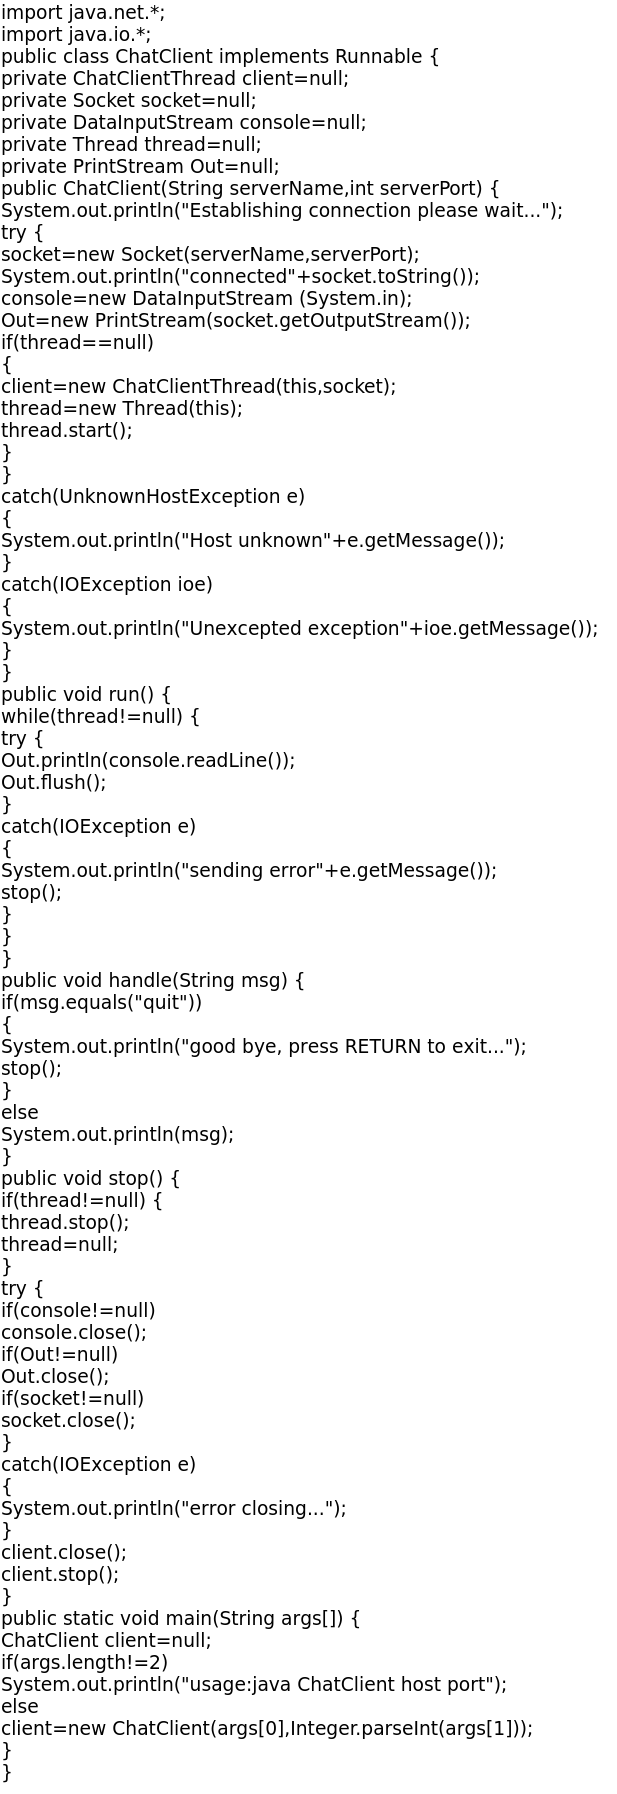 import java.net.*;
import java.io.*;
public class ChatClient implements Runnable {
private ChatClientThread client=null;
private Socket socket=null;
private DataInputStream console=null;
private Thread thread=null;
private PrintStream Out=null;
public ChatClient(String serverName,int serverPort) {
System.out.println("Establishing connection please wait...");
try {
socket=new Socket(serverName,serverPort);
System.out.println("connected"+socket.toString());
console=new DataInputStream (System.in);
Out=new PrintStream(socket.getOutputStream());
if(thread==null)
{
client=new ChatClientThread(this,socket);
thread=new Thread(this);
thread.start();
}
}
catch(UnknownHostException e)
{
System.out.println("Host unknown"+e.getMessage());
}
catch(IOException ioe)
{
System.out.println("Unexcepted exception"+ioe.getMessage());
}
}
public void run() {
while(thread!=null) {
try {
Out.println(console.readLine());
Out.flush();
}
catch(IOException e)
{
System.out.println("sending error"+e.getMessage());
stop();
}
}
}
public void handle(String msg) {
if(msg.equals("quit"))
{
System.out.println("good bye, press RETURN to exit...");
stop();
}
else
System.out.println(msg);
}
public void stop() {
if(thread!=null) {
thread.stop();
thread=null;
}
try {
if(console!=null)
console.close();
if(Out!=null)
Out.close();
if(socket!=null)
socket.close();
}
catch(IOException e)
{
System.out.println("error closing...");
}
client.close();
client.stop();
}
public static void main(String args[]) {
ChatClient client=null;
if(args.length!=2)
System.out.println("usage:java ChatClient host port");
else
client=new ChatClient(args[0],Integer.parseInt(args[1]));
}
}